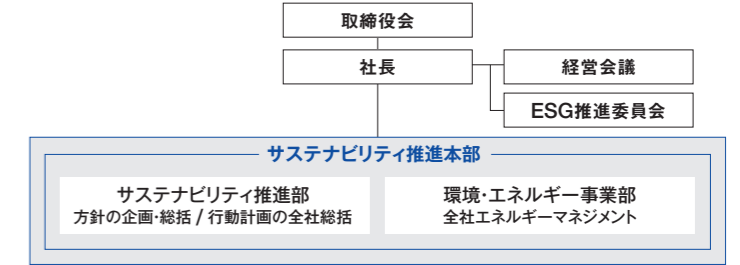 取締役会
社長
経営会議
ESG推進委員会
サステナビリティ推進本部
サステナビリティ推進部
方針の企画・総括 / 行動計画の全社総括
環境・エネルギー事業部
全社エネルギーマネジメント